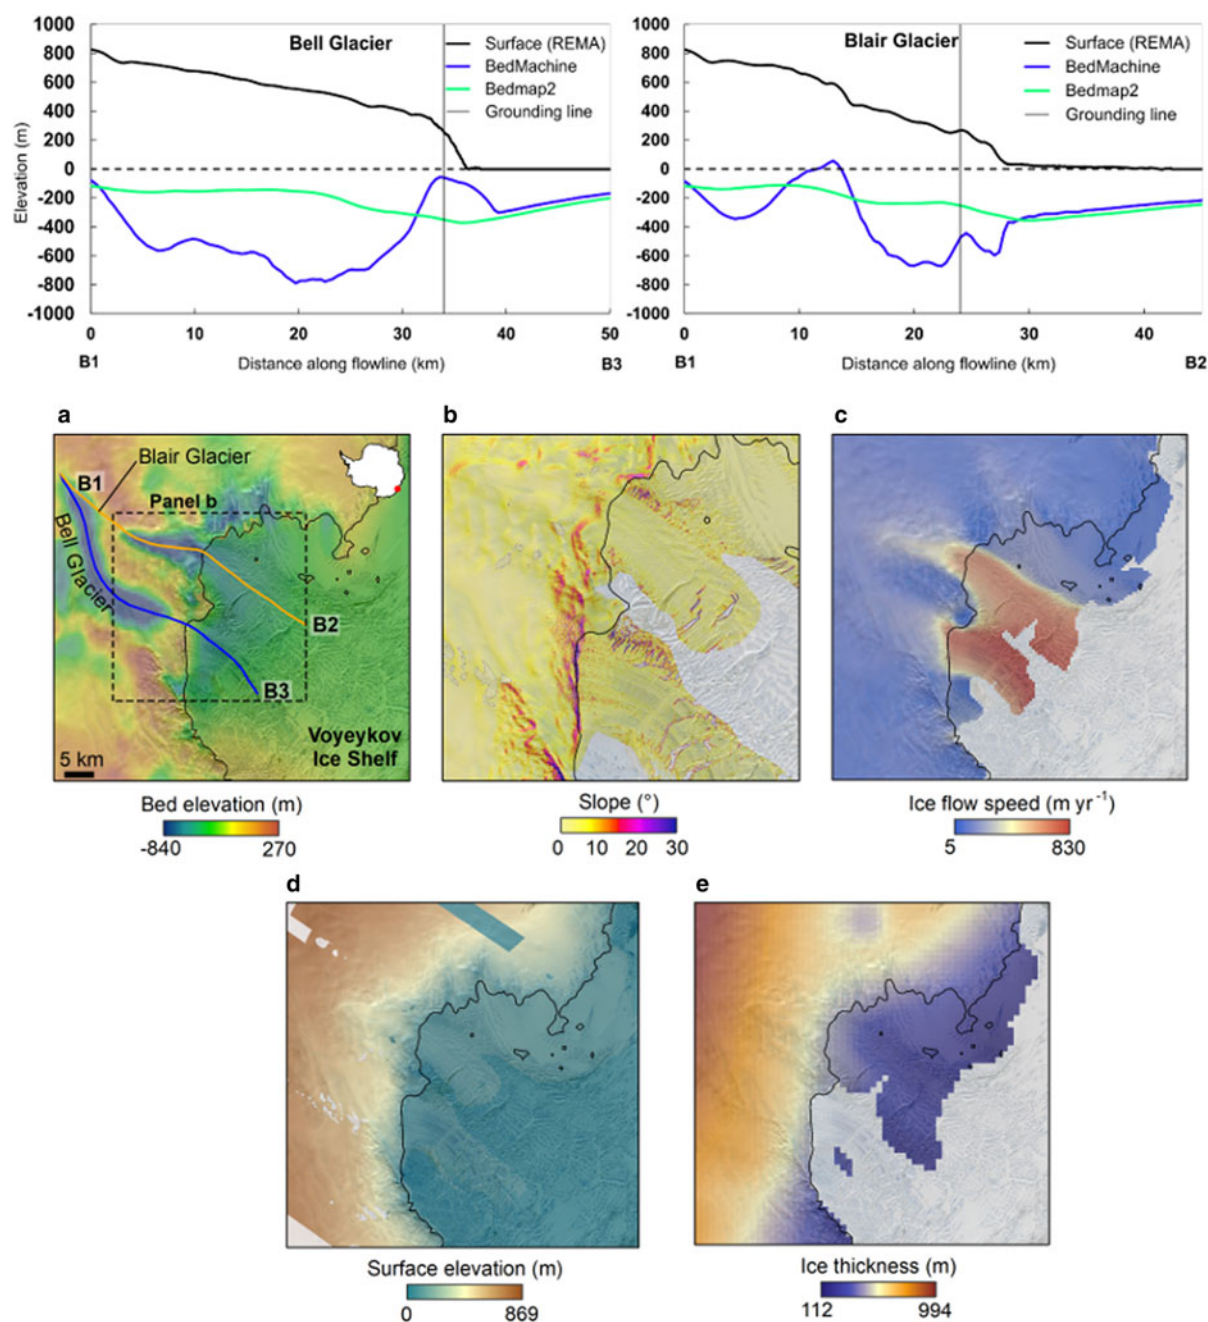 Bell Glacier
Surface (REMA)
BedMachine
Bedmap2
Grounding line
Elevation (m)
1000
800
600
400
200
0
-200
-400
-600
-800
-1000
0 10 20 30 40 50
B1 Distance along flowline (km) B3
Blair Glacier
Surface (REMA)
BedMachine
Bedmap2
Grounding line
1000
800
600
400
200
0
-200
-400
-600
-800
-1000
0 10 20 30 40
B1 Distance along flowline (km) B2
a
Blair Glacier
B1
Panel b
Bell Glacier
B2
B3
Voyeykov
Ice Shelf
5 km
Bed elevation (m)
-840 270
b
Slope (°)
0 10 20 30
c
Ice flow speed (m yr⁻¹)
5 830
d
Surface elevation (m)
0 869
e
Ice thickness (m)
112 994